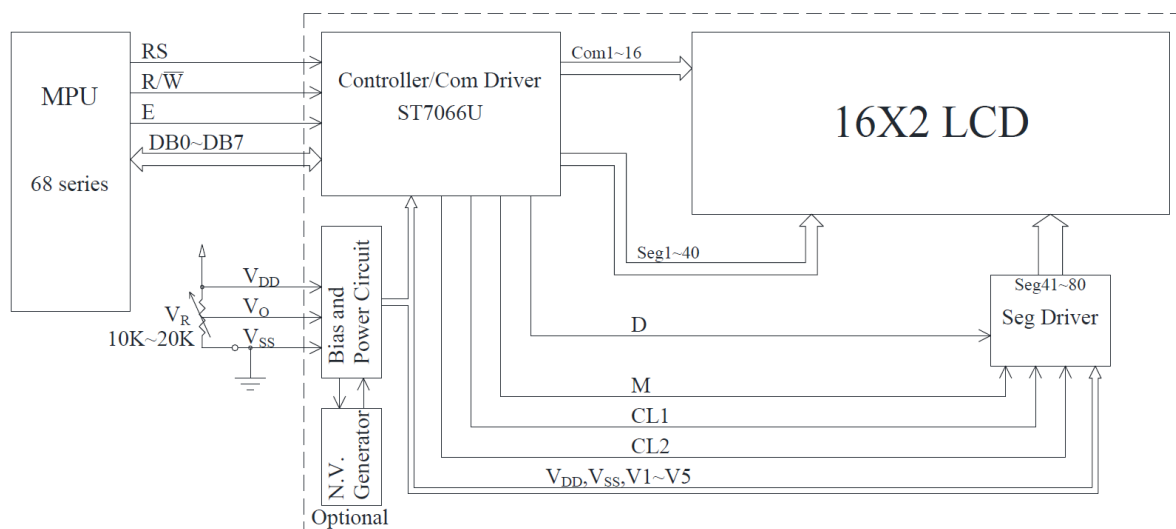 MPU
68 series
RS
R/W̅
E
DB0~DB7
Controller/Com Driver
ST7066U
Com1~16
16X2 LCD
Seg1~40
Seg41~80
Seg Driver
VDD
VO
VR
10K~20K
VSS
Bias and
Power Circuit
N.V.
Generator
Optional
D
M
CL1
CL2
VDD,VSS,V1~V5